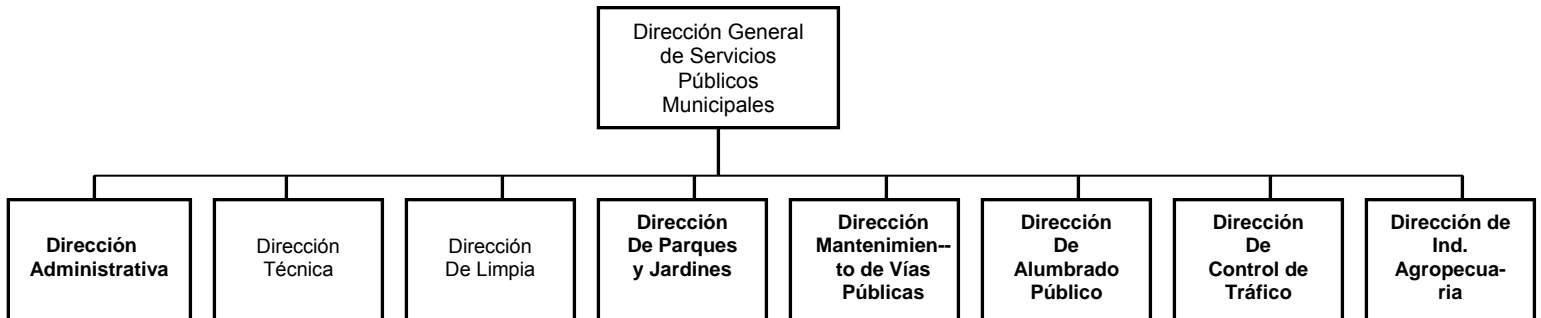 Dirección General
de Servicios
Públicos
Municipales
Dirección
Administrativa
Dirección
Técnica
Dirección
De Limpia
Dirección
De Parques
y Jardines
Dirección
Mantenimien--
to de Vías
Públicas
Dirección
De
Alumbrado
Público
Dirección
De
Control de
Tráfico
Dirección de
Ind.
Agropecua-
ria